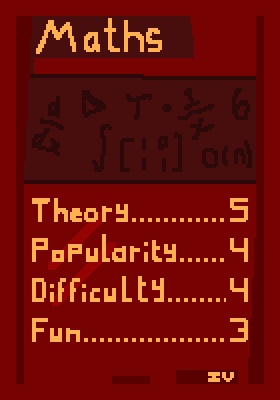 Maths
Theory............5
Popularity......4
Difficulty........4
Fun..................3
IV